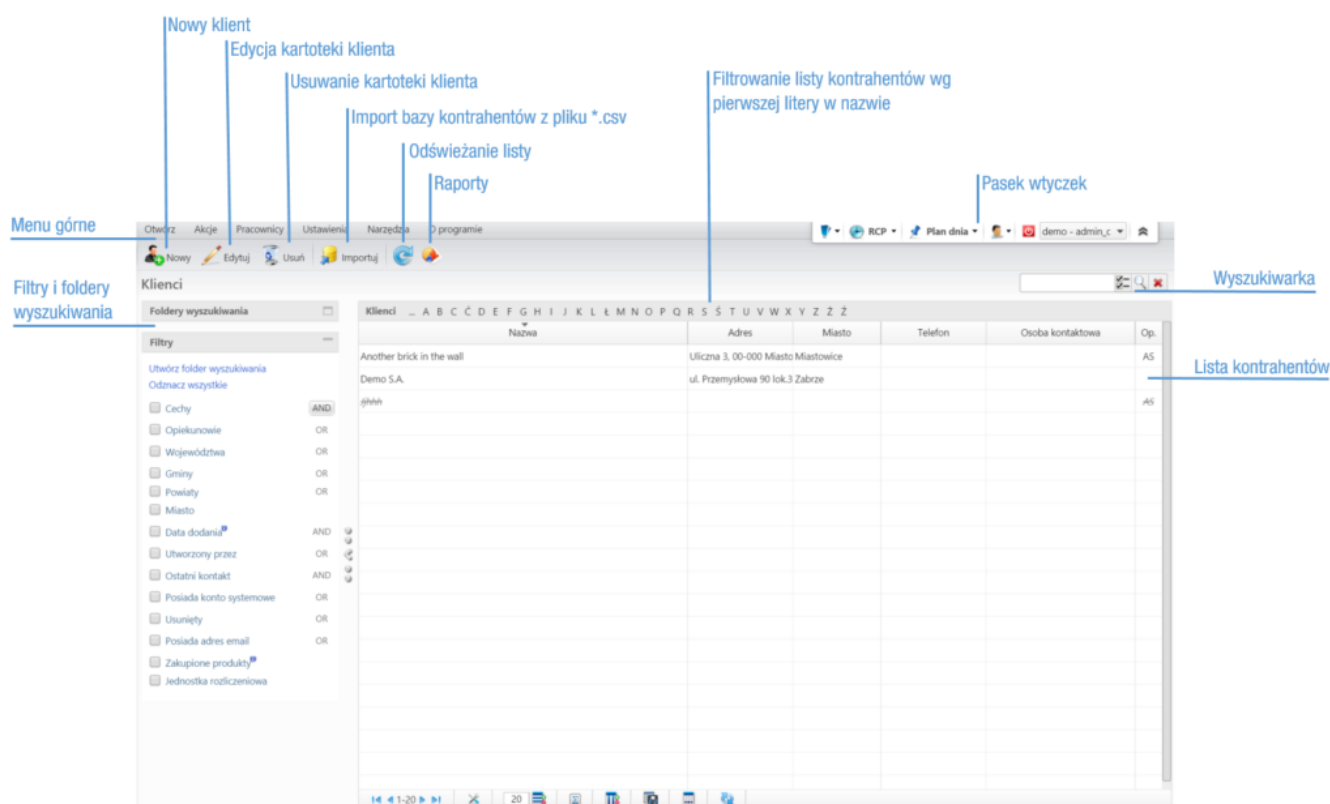 Nowy klient
Edycja kartoteki klienta
Usuwanie kartoteki klienta
Filtrowanie listy kontrahentów wg
pierwszej litery w nazwie
Import bazy kontrahentów z pliku *.csv
Odświeżanie listy
Raporty
Pasek wtyczek
Menu górne
Otwórz Akcje Pracownicy Ustawienia Narzędzia O programie
RCP Plan dnia demo - admin_c
Nowy Edytuj Usuń Importuj
Klienci
Wyszukiwarka
Filtry i foldery
wyszukiwania
Foldery wyszukiwania
Klienci ... A B C Ć D E F G H I J K L Ł M N O P Q R S Ś T U V W X Y Z Ż Ź
Filtry
Nazwa Adres Miasto Telefon Osoba kontaktowa Op.
Another brick in the wall Uliczna 3, 00-000 Miasto Miastowice AS
Demo S.A. ul. Przemysłowa 90 lok.3 Zabrze
AS
Lista kontrahentów
Utwórz folder wyszukiwania
Odznacz wszystkie
Cechy AND
Opiekunowie OR
Województwa OR
Gminy OR
Powiaty OR
Miasto
Data dodania AND
Utworzony przez OR
Ostatni kontakt AND
Posiada konto systemowe OR
Usunięty OR
Posiada adres email OR
Zakupione produkty
Jednostka rozliczeniowa
1-20 20